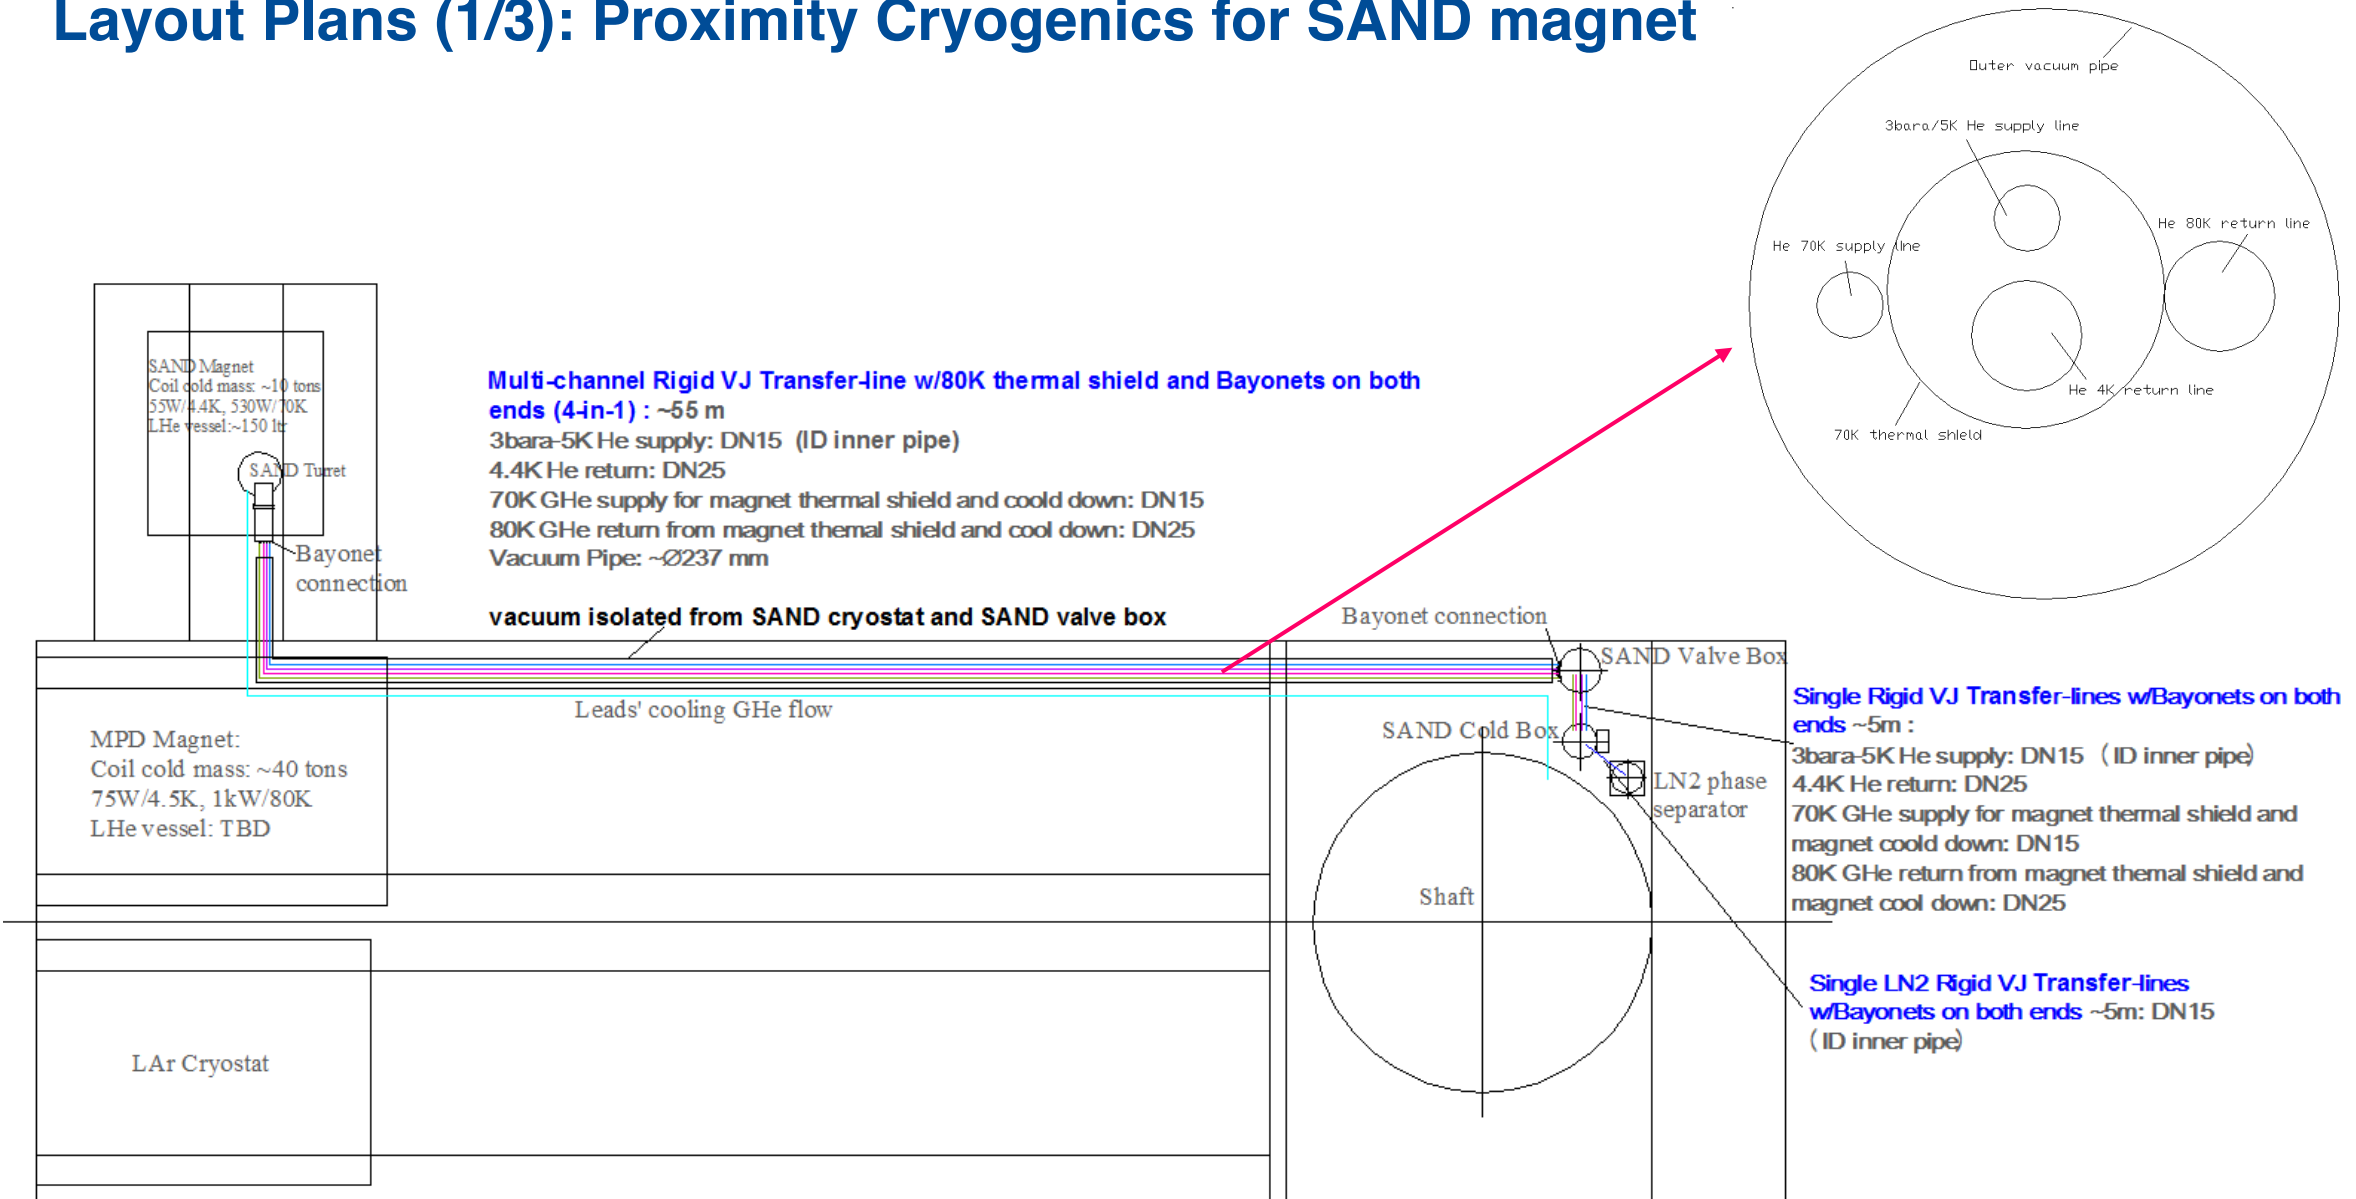 Layout Plans (1/3): Proximity Cryogenics for SAND magnet
Outer vacuum pipe
3bara/5K He supply line
He 80K return line
He 70K supply line
He 4K return line
70K thermal shield
SAND Magnet
Coil cold mass: ~10 tons
55W/4.4K, 530W/70K
LHe vessel:~150 ltr
SAND Turret
Bayonet
connection
Multi-channel Rigid VJ Transfer-line w/80K thermal shield and Bayonets on both
ends (4-in-1) : ~55 m
3bara-5K He supply: DN15 (ID inner pipe)
4.4K He return: DN25
70K GHe supply for magnet thermal shield and coold down: DN15
80K GHe return from magnet themal shield and cool down: DN25
Vacuum Pipe: ~Ø237 mm
vacuum isolated from SAND cryostat and SAND valve box
Bayonet connection
SAND Valve Box
Leads' cooling GHe flow
SAND Cold Box
LN2 phase
separator
MPD Magnet:
Coil cold mass: ~40 tons
75W/4.5K, 1kW/80K
LHe vessel: TBD
Shaft
LAr Cryostat
Single Rigid VJ Transfer-lines w/Bayonets on both
ends ~5m :
3bara-5K He supply: DN15 (ID inner pipe)
4.4K He return: DN25
70K GHe supply for magnet thermal shield and
magnet coold down: DN15
80K GHe return from magnet themal shield and
magnet cool down: DN25
Single LN2 Rigid VJ Transfer-lines
w/Bayonets on both ends ~5m: DN15
(ID inner pipe)